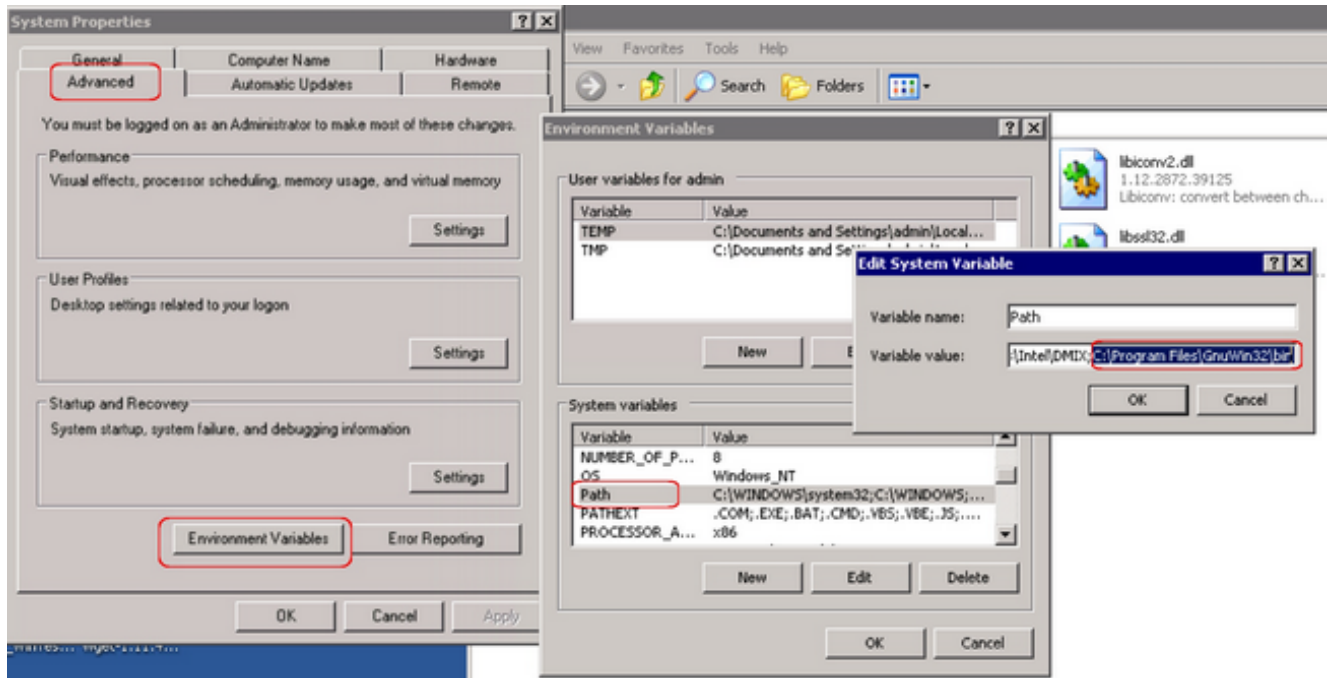 System Properties
General Computer Name Hardware
Advanced Automatic Updates Remote
You must be logged on as an Administrator to make most of these changes.
Performance
Visual effects, processor scheduling, memory usage, and virtual memory
Settings
User Profiles
Desktop settings related to your logon
Settings
Startup and Recovery
System startup, system failure, and debugging information
Settings
Environment Variables Error Reporting
OK Cancel Apply
View Favorites Tools Help
Search Folders
Environment Variables
User variables for admin
Variable Value
TEMP C:\Documents and Settings\admin\Local...
TMP C:\Documents and Se
New E
System variables
Variable Value
NUMBER_OF_P... 8
OS Windows_NT
Path C:\WINDOWS\system32;C:\WINDOWS;...
PATHEXT .COM;.EXE;.BAT;.CMD;.VBS;.VBE;.JS;....
PROCESSOR_A... x86
New Edit Delete
OK Cancel
libiconv2.dll
1.12.2872.39125
Libiconv: convert between ch...
libssl32.dll
Edit System Variable
Variable name: Path
Variable value: :\Intel\DMIX;C:\Program Files\GnuWin32\bin
OK Cancel